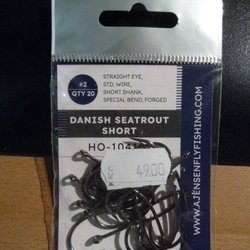 #2
QTY 20
STRAIGHT EYE,
STD. WIRE,
SHORT SHANK,
SPECIAL BEND, FORGED
DANISH SEATROUT
SHORT
49.00
WWW.AJENSENFLYFISHING.COM